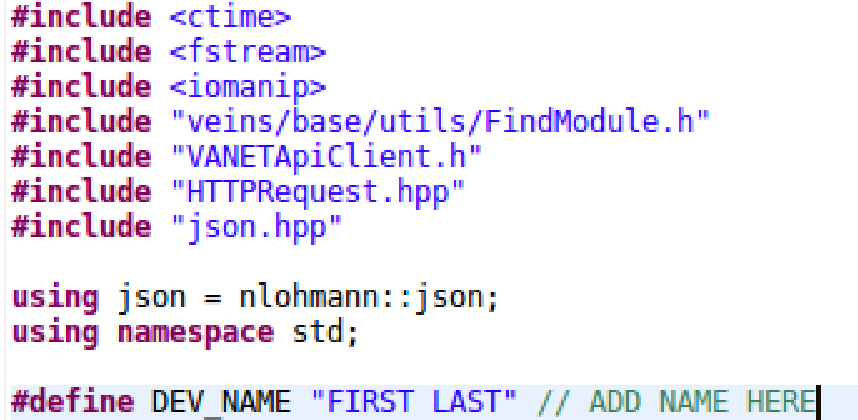 #include <ctime>
#include <fstream>
#include <iomanip>
#include "veins/base/utils/FindModule.h"
#include "VANETApiClient.h"
#include "HTTPRequest.hpp"
#include "json.hpp"
using json = nlohmann::json;
using namespace std;
#define DEV_NAME "FIRST LAST" // ADD NAME HERE